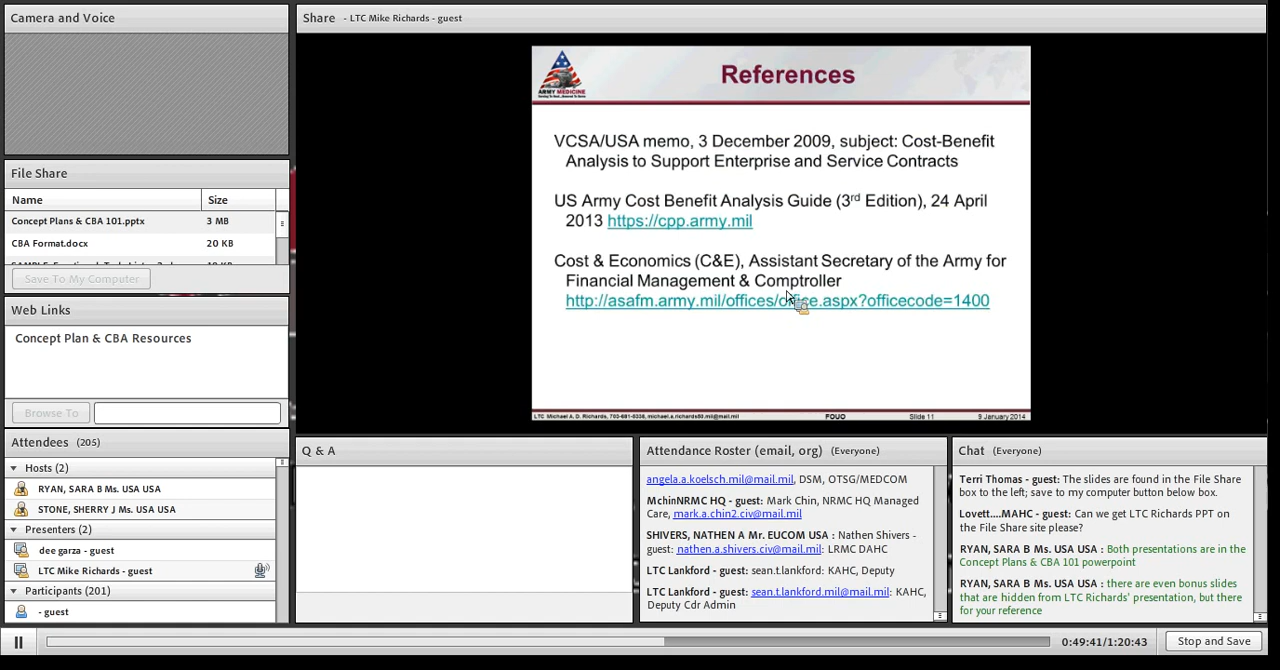 Camera and Voice
Share - LTC Mike Richards - guest
File Share
Name Size
Concept Plans & CBA 101.pptx 3 MB
CBA Format.docx 20 KB
Save To My Computer
Web Links
Concept Plan & CBA Resources
Browse To
Attendees (205)
Hosts (2)
RYAN, SARA B Ms. USA USA
STONE, SHERRY J Ms. USA USA
Presenters (2)
dee garza - guest
LTC Mike Richards - guest
Participants (201)
- guest
ARMY MEDICINE
References
VCSA/USA memo, 3 December 2009, subject: Cost-Benefit
Analysis to Support Enterprise and Service Contracts
US Army Cost Benefit Analysis Guide (3rd Edition), 24 April
2013 https://cpp.army.mil
Cost & Economics (C&E), Assistant Secretary of the Army for
Financial Management & Comptroller
http://asafm.army.mil/offices/office.aspx?officecode=1400
FOUO Slide 11 9 January 2014
Q & A
Attendance Roster (email, org) (Everyone)
angela.a.koelsch.mil@mail.mil, DSM, OTSG/MEDCOM
MchinNRMC HQ - guest: Mark Chin, NRMC HQ Managed
Care, mark.a.chin2.civ@mail.mil
SHIVERS, NATHEN A Mr. EUCOM USA : Nathen Shivers -
guest: nathen.a.shivers.civ@mail.mil: LRMC DAHC
LTC Lankford - guest: sean.t.lankford: KAHC, Deputy
LTC Lankford - guest: sean.t.lankford.mil@mail.mil: KAHC,
Deputy Cdr Admin
Chat (Everyone)
Terri Thomas - guest: The slides are found in the File Share
box to the left; save to my computer button below box.
Lovett....MAHC - guest: Can we get LTC Richards PPT on
the File Share site please?
RYAN, SARA B Ms. USA USA : Both presentations are in the
Concept Plans & CBA 101 powerpoint
RYAN, SARA B Ms. USA USA : there are even bonus slides
that are hidden from LTC Richards' presentation, but there
for your reference
0:49:41/1:20:43
Stop and Save